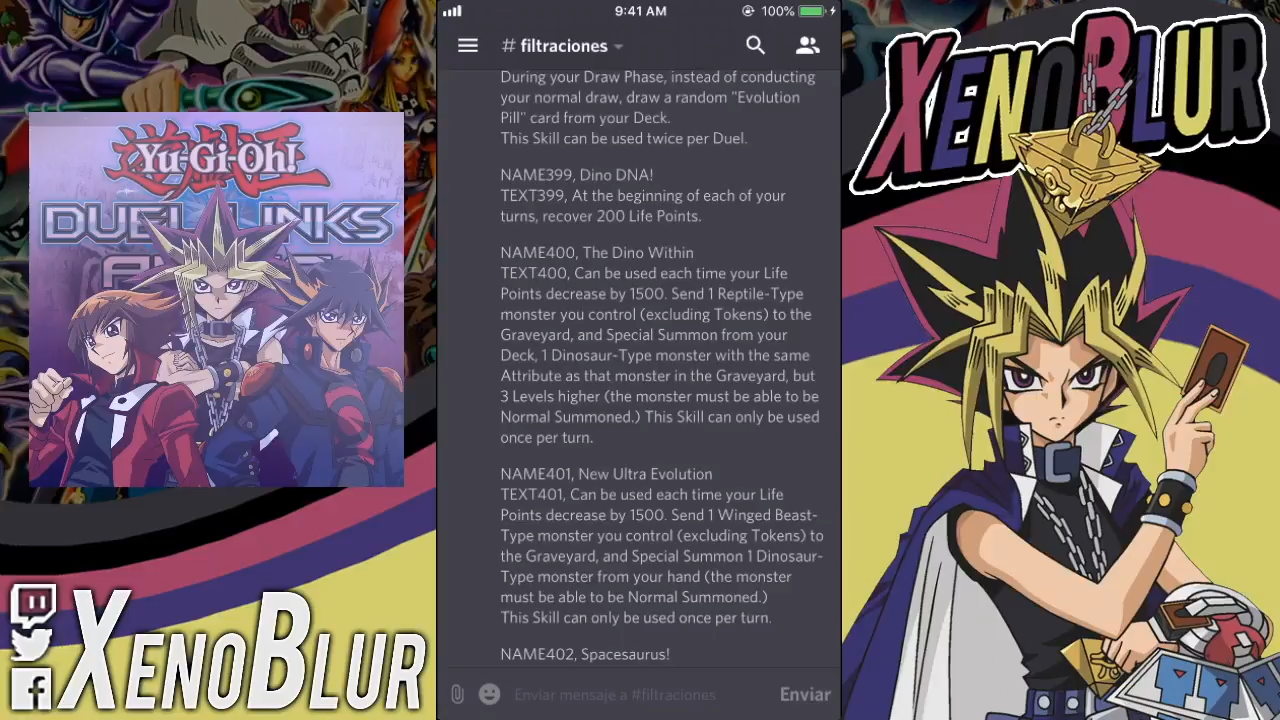 9:41 AM
100%
# filtraciones
During your Draw Phase, instead of conducting
your normal draw, draw a random "Evolution
Pill" card from your Deck.
This Skill can be used twice per Duel.
NAME399, Dino DNA!
TEXT399, At the beginning of each of your
turns, recover 200 Life Points.
NAME400, The Dino Within
TEXT400, Can be used each time your Life
Points decrease by 1500. Send 1 Reptile-Type
monster you control (excluding Tokens) to the
Graveyard, and Special Summon from your
Deck, 1 Dinosaur-Type monster with the same
Attribute as that monster in the Graveyard, but
3 Levels higher (the monster must be able to be
Normal Summoned.) This Skill can only be used
once per turn.
NAME401, New Ultra Evolution
TEXT401, Can be used each time your Life
Points decrease by 1500. Send 1 Winged Beast-
Type monster you control (excluding Tokens) to
the Graveyard, and Special Summon 1 Dinosaur-
Type monster from your hand (the monster
must be able to be Normal Summoned.)
This Skill can only be used once per turn.
NAME402, Spacesaurus!
Enviar mensaje a #filtraciones
Enviar
遊戯王
Yu-Gi-Oh!
DUEL LINKS
XENOBLUR
XENOBLUR